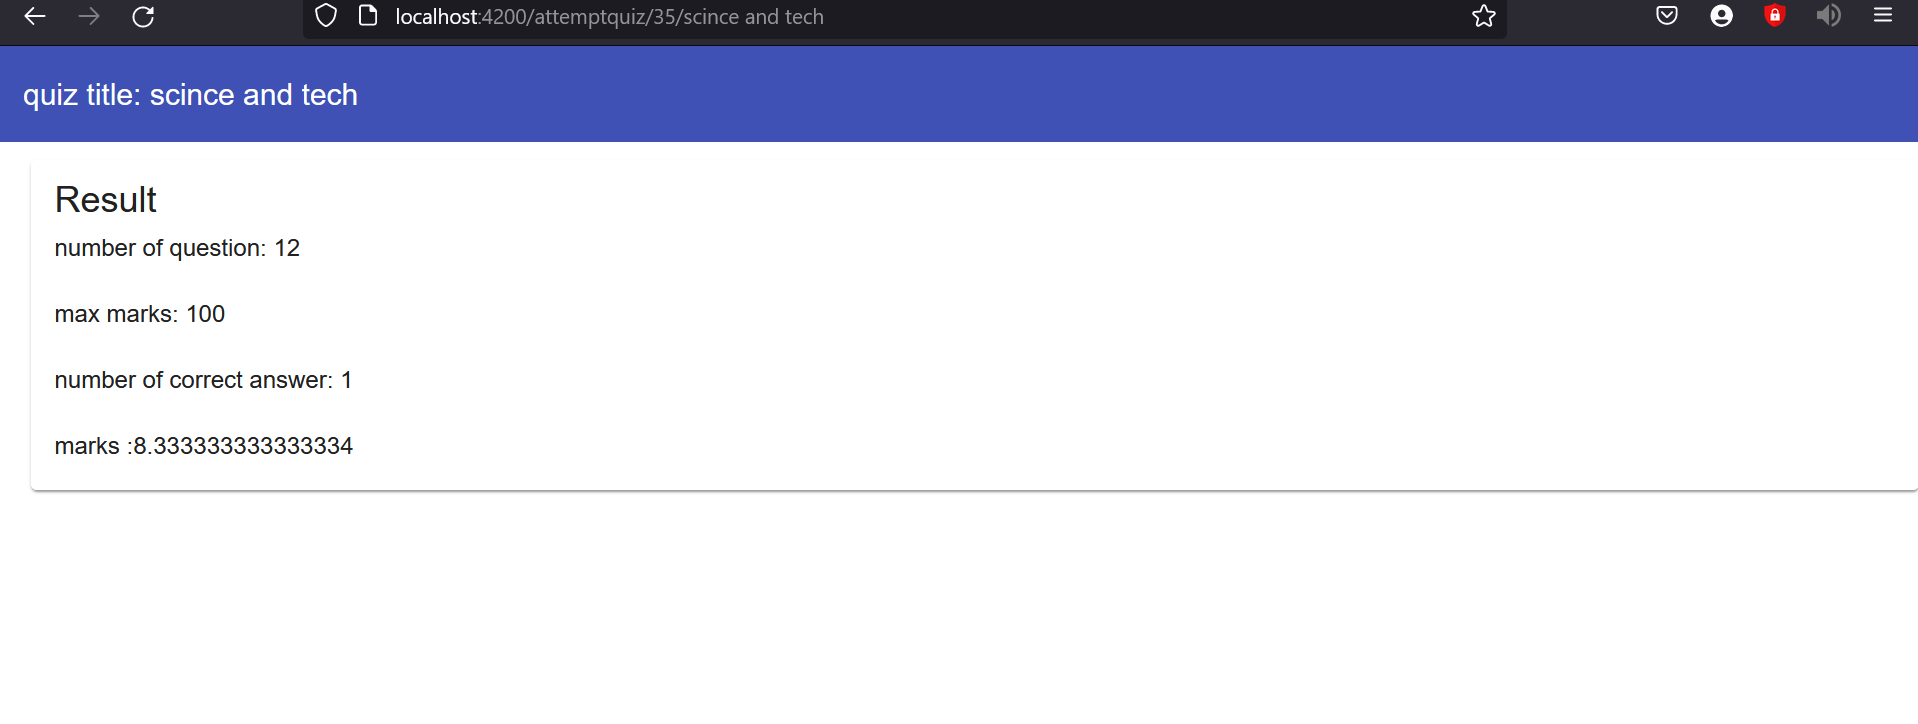 localhost:4200/attemptquiz/35/scince and tech
quiz title: scince and tech
Result
number of question: 12
max marks: 100
number of correct answer: 1
marks :8.333333333333334